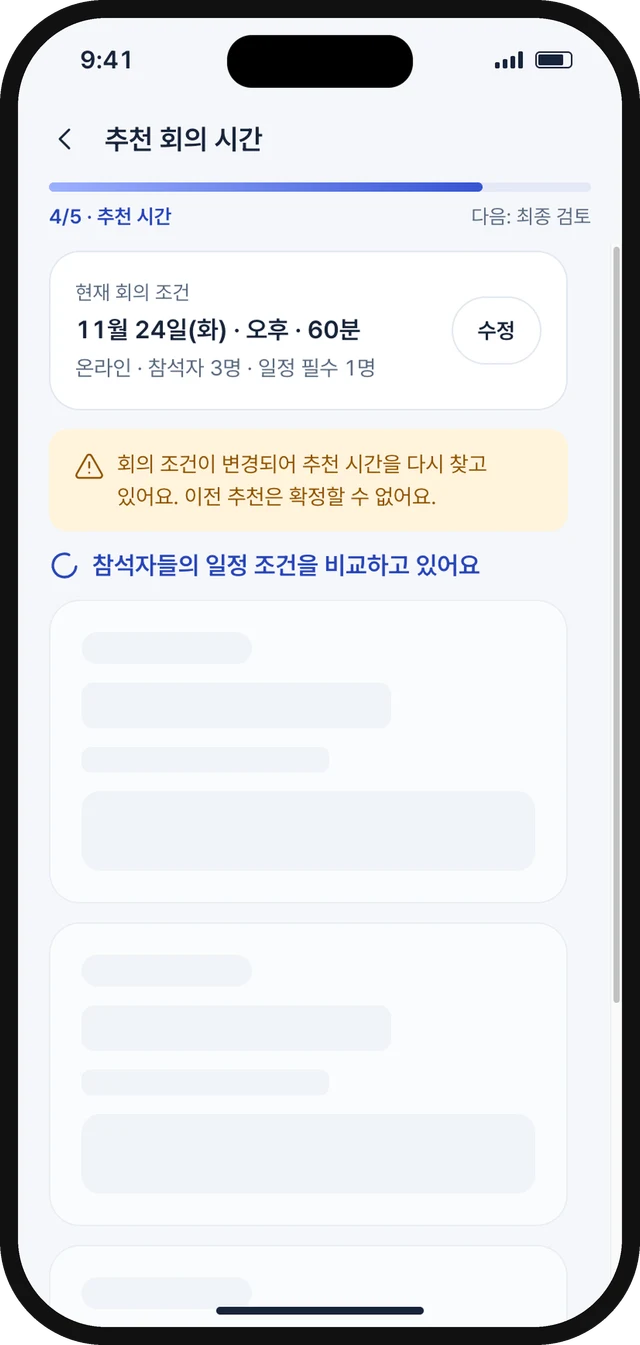 9:41
추천 회의 시간
4/5 · 추천 시간
다음: 최종 검토
현재 회의 조건
11월 24일(화) · 오후 · 60분
온라인 · 참석자 3명 · 일정 필수 1명
수정
회의 조건이 변경되어 추천 시간을 다시 찾고
있어요. 이전 추천은 확정할 수 없어요.
참석자들의 일정 조건을 비교하고 있어요